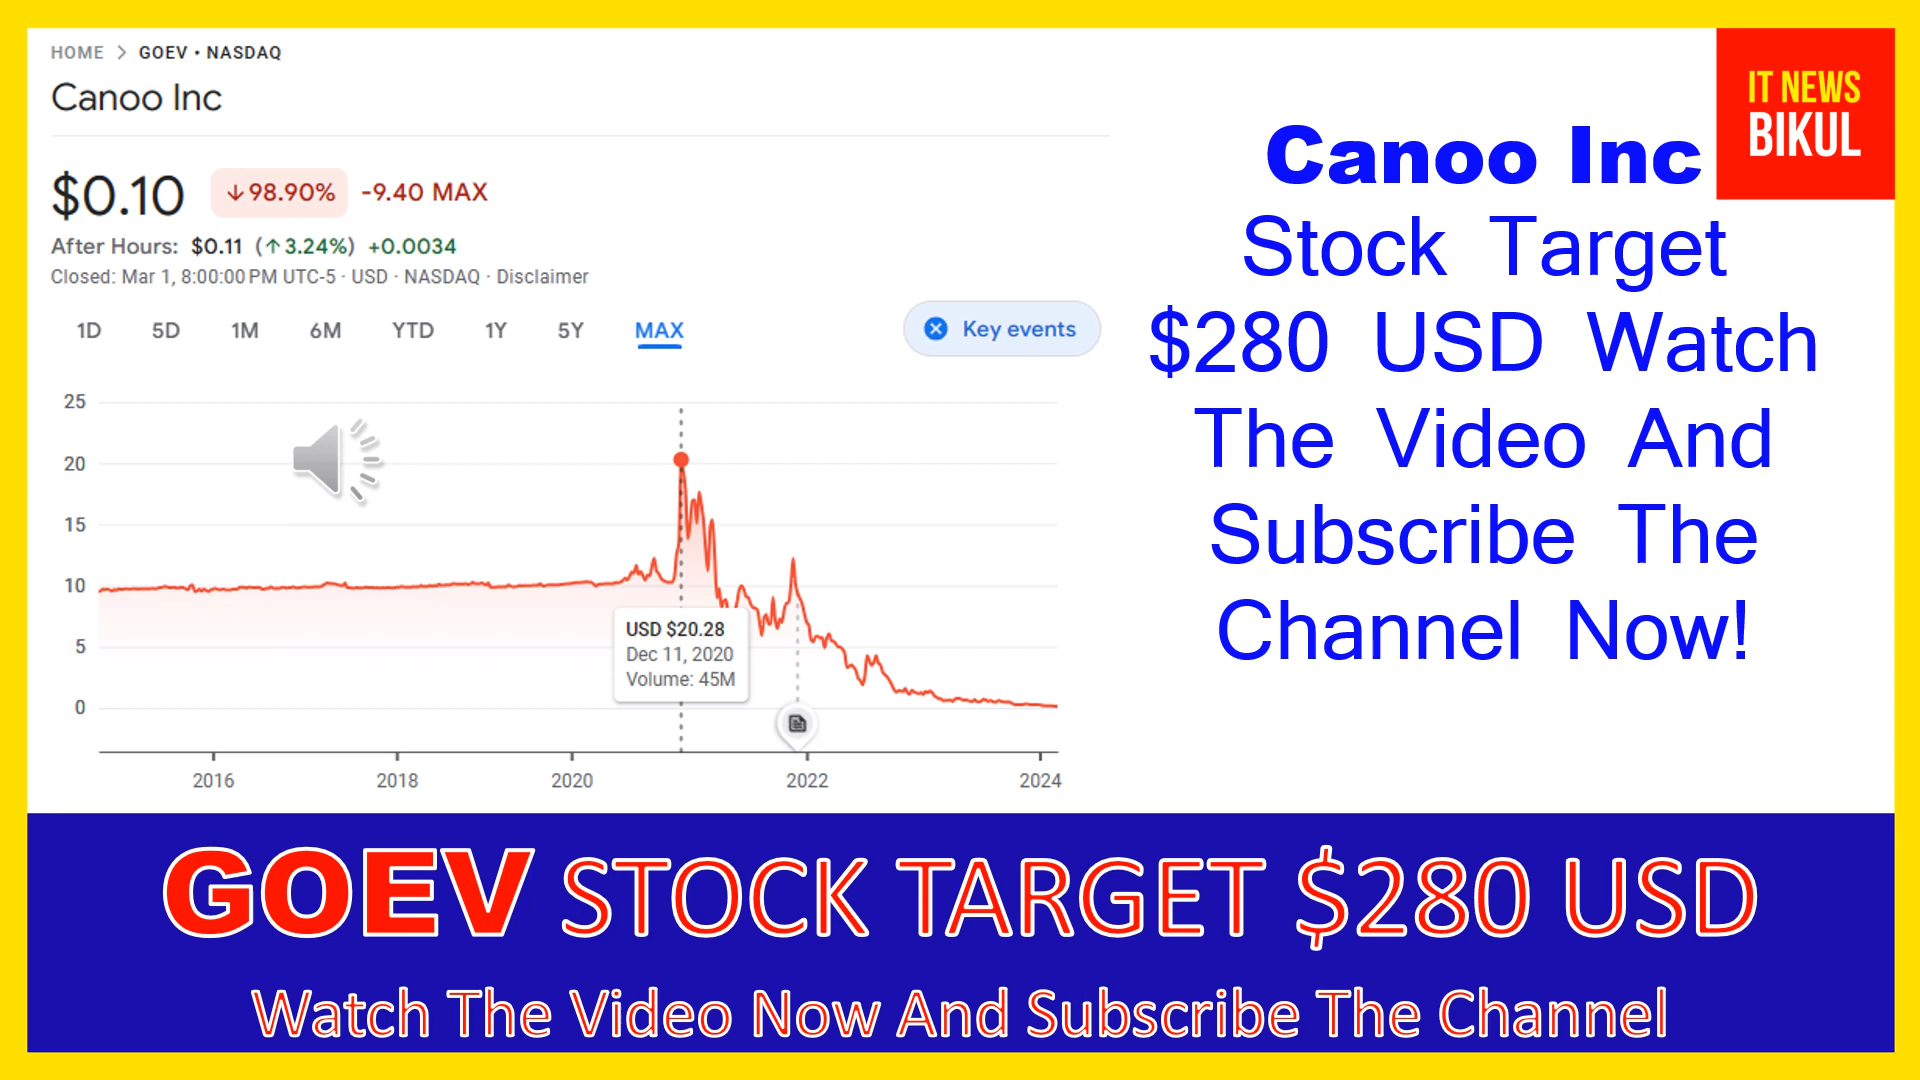 HOME > GOEV • NASDAQ
Canoo Inc
$0.10 ↓98.90% -9.40 MAX
After Hours: $0.11 (↑3.24%) +0.0034
Closed: Mar 1, 8:00:00 PM UTC-5 · USD · NASDAQ · Disclaimer
1D 5D 1M 6M YTD 1Y 5Y MAX
Key events
25
20
15
10
5
0
USD $20.28
Dec 11, 2020
Volume: 45M
2016 2018 2020 2022 2024
IT NEWS
BIKUL
Canoo Inc
Stock Target
$280 USD Watch
The Video And
Subscribe The
Channel Now!
GOEV STOCK TARGET $280 USD
Watch The Video Now And Subscribe The Channel